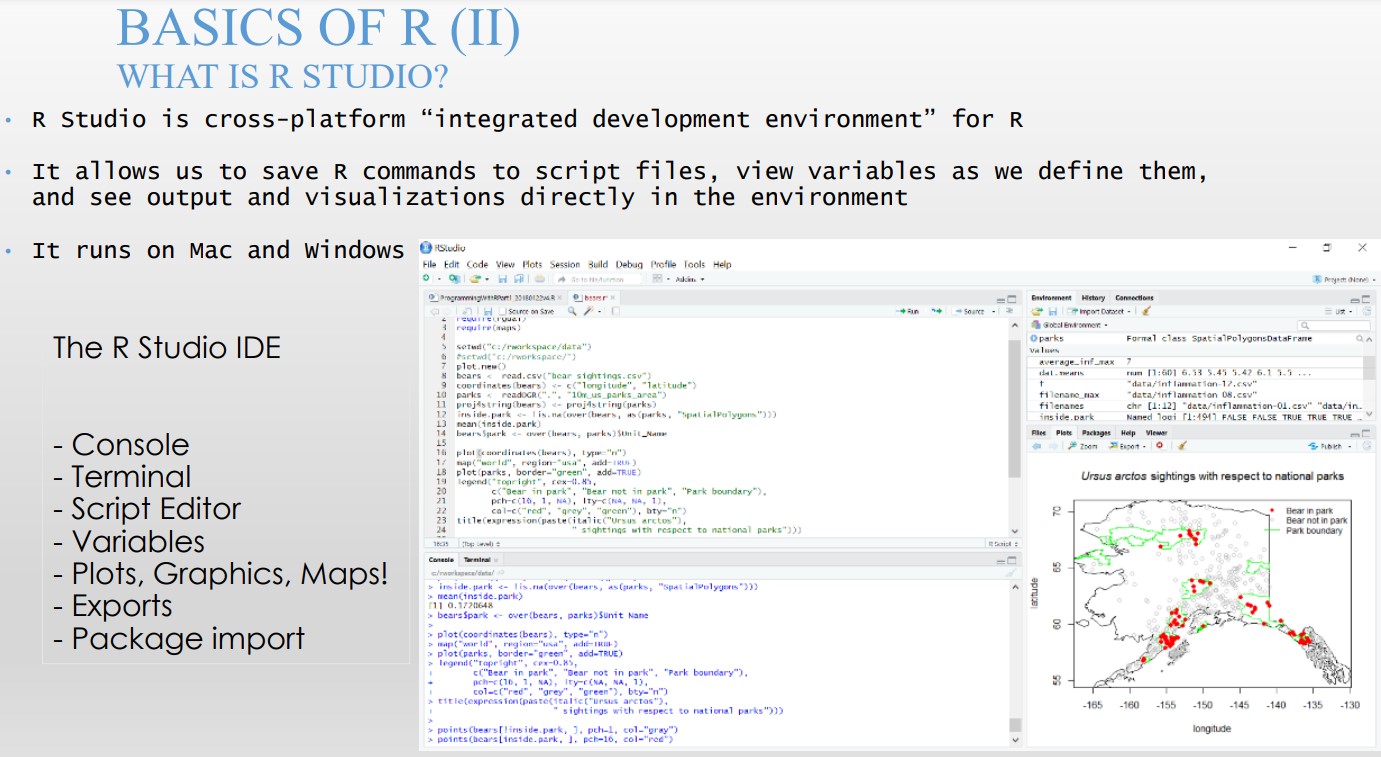 BASICS OF R (II)
WHAT IS R STUDIO?
• R Studio is cross-platform “integrated development environment” for R
• It allows us to save R commands to script files, view variables as we define them,
and see output and visualizations directly in the environment
• It runs on Mac and Windows
The R Studio IDE
- Console
- Terminal
- Script Editor
- Variables
- Plots, Graphics, Maps!
- Exports
- Package import
RStudio
File Edit Code View Plots Session Build Debug Profile Tools Help
Go to file/function Addins
Project: (None)
bears.r
Source on Save Run Source
3 require(maps)
4
5 setwd("c:/rworkspace/data")
6 #setwd("c:/rworkspace/")
7 plot.new()
8 bears < read.csv("bear sightings.csv")
9 coordinates(bears) <- c("longitude", "latitude")
10 parks < readOGR(".", "10m_us_parks_area")
11 proj4string(bears) <- proj4string(parks)
12 inside.park <- !is.na(over(bears, as(parks, "SpatialPolygons")))
13 mean(inside.park)
14 bears$park <- over(bears, parks)$Unit_Name
15
16 plot(coordinates(bears), type="n")
17 map("world", region="usa", add=TRUE)
18 plot(parks, border="green", add=TRUE)
19 legend("topright", cex=0.85,
20 c("Bear in park", "Bear not in park", "Park boundary"),
21 pch=c(16, 1, NA), lty=c(NA, NA, 1),
22 col=c("red", "grey", "green"), bty="n")
23 title(expression(paste(italic("Ursus arctos"),
24 " sightings with respect to national parks")))
(Top Level) R Script
Console Terminal
c:/rworkspace/data/
inside.park <- !is.na(over(bears, as(parks, "SpatialPolygons")))
> mean(inside.park)
[1] 0.1720648
> bears$park <- over(bears, parks)$Unit Name
>
> plot(coordinates(bears), type="n")
> map("world", region="usa", add=TRUE)
> plot(parks, border="green", add=TRUE)
> legend("topright", cex=0.85,
+ c("Bear in park", "Bear not in park", "Park boundary"),
+ pch=c(16, 1, NA), lty=c(NA, NA, 1),
+ col=c("red", "grey", "green"), bty="n")
> title(expression(paste(italic("Ursus arctos"),
+ " sightings with respect to national parks")))
>
> points(bears[!inside.park, ], pch=1, col="gray")
> points(bears[inside.park, ], pch=16, col="red")
Environment History Connections
Import Dataset List
Global Environment
parks Formal class SpatialPolygonsDataFrame
Values
average_inf_max 7
dat.means num [1:60] 6.53 5.45 5.42 6.1 5.5 ...
f "data/inflammation-12.csv"
filename_max "data/inflammation 08.csv"
filenames chr [1:12] "data/inflammation-01.csv" "data/in…
inside.park Named logi [1:494] FALSE FALSE TRUE TRUE TRUE
Files Plots Packages Help Viewer
Zoom Export Publish
Ursus arctos sightings with respect to national parks
Bear in park
Bear not in park
Park boundary
latitude
70
65
60
55
-165 -160 -155 -150 -145 -140 -135 -130
longitude